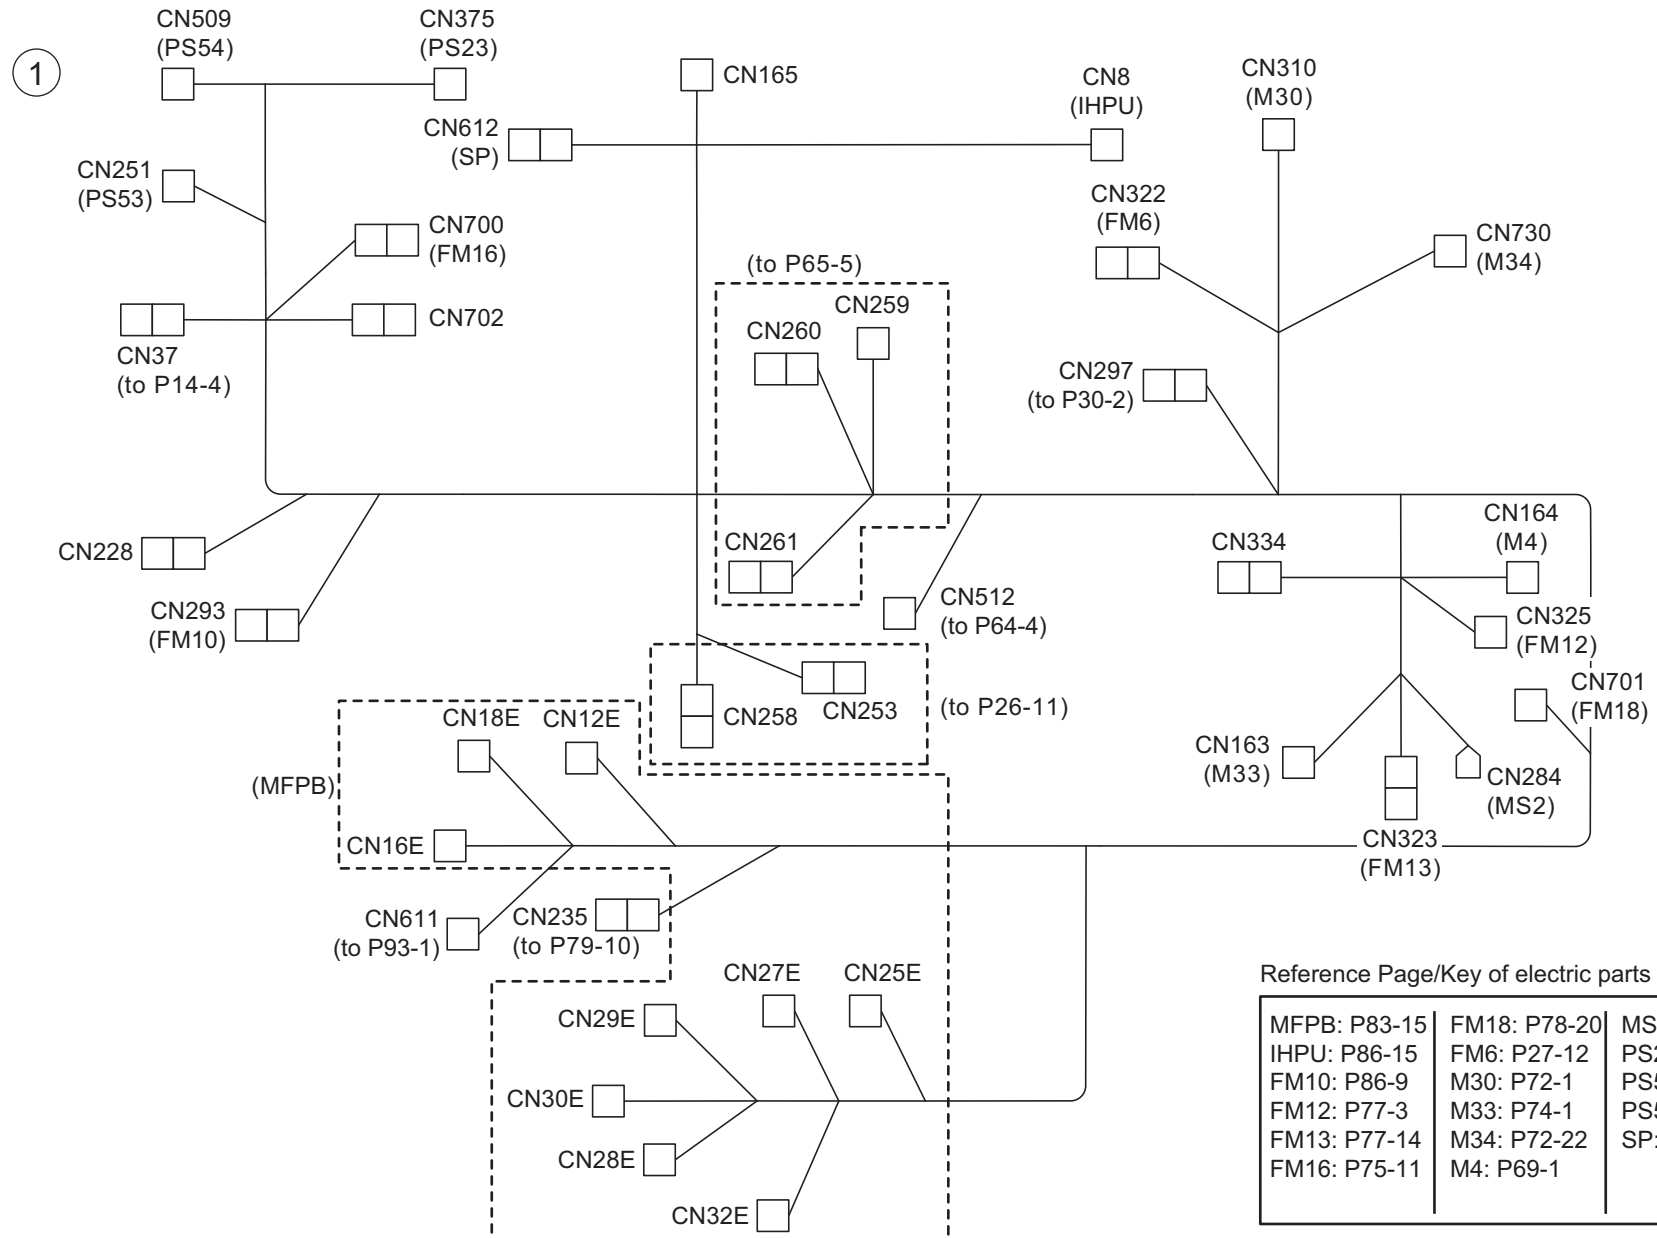 1
CN509
(PS54)
CN375
(PS23)
CN165
CN8
(IHPU)
CN310
(M30)
CN612
(SP)
CN251
(PS53)
CN322
(FM6)
CN700
(FM16)
CN730
(M34)
(to P65-5)
CN259
CN260
CN702
CN37
(to P14-4)
CN297
(to P30-2)
CN164
(M4)
CN228
CN261
CN334
CN293
(FM10)
CN512
(to P64-4)
CN325
(FM12)
CN701
(FM18)
CN258
CN253
(to P26-11)
CN18E
CN12E
CN163
(M33)
CN284
(MS2)
(MFPB)
CN16E
CN323
(FM13)
CN611
(to P93-1)
CN235
(to P79-10)
CN27E
CN25E
CN29E
CN30E
CN28E
CN32E
Reference Page/Key of electric parts
MFPB: P83-15
IHPU: P86-15
FM10: P86-9
FM12: P77-3
FM13: P77-14
FM16: P75-11
FM18: P78-20
FM6: P27-12
M30: P72-1
M33: P74-1
M34: P72-22
M4: P69-1
MS
PS2
PS5
PS5
SP: